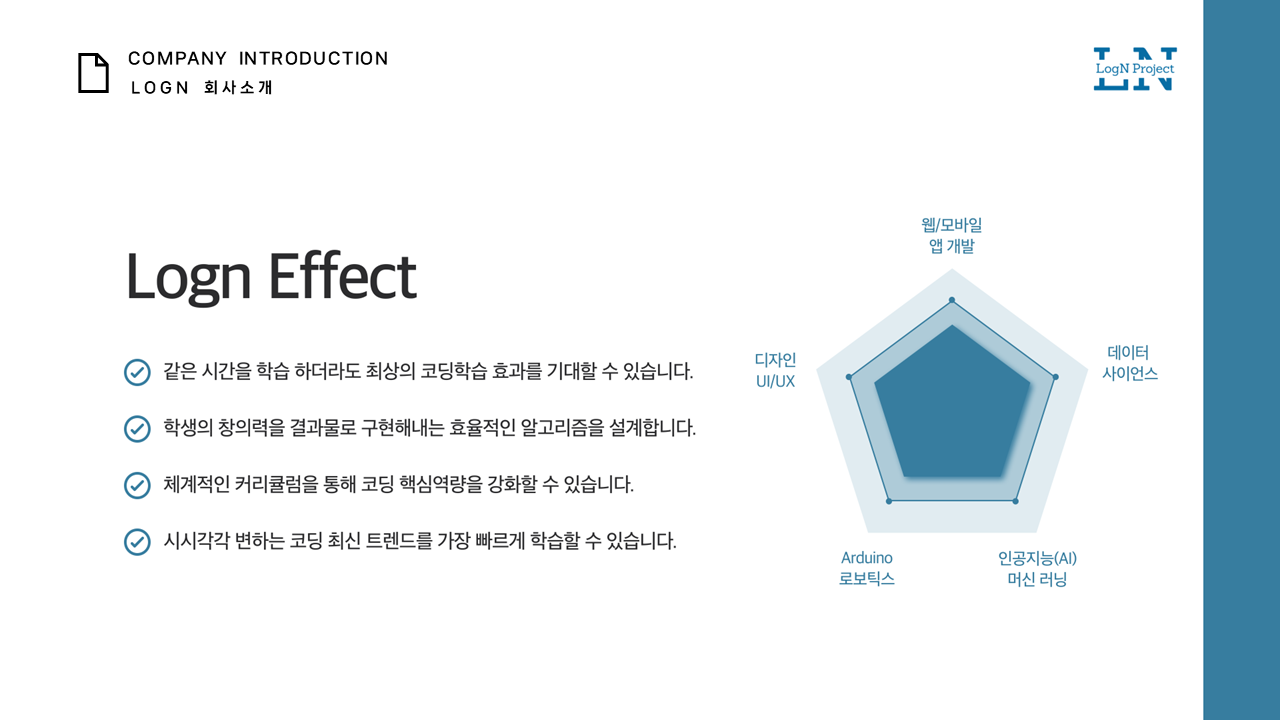 COMPANY INTRODUCTION
LOGN 회사소개
LN
LogN Project
Logn Effect
같은 시간을 학습 하더라도 최상의 코딩학습 효과를 기대할 수 있습니다.
학생의 창의력을 결과물로 구현해내는 효율적인 알고리즘을 설계합니다.
체계적인 커리큘럼을 통해 코딩 핵심역량을 강화할 수 있습니다.
시시각각 변하는 코딩 최신 트렌드를 가장 빠르게 학습할 수 있습니다.
웹/모바일
앱 개발
디자인
UI/UX
데이터
사이언스
Arduino
로보틱스
인공지능(AI)
머신 러닝